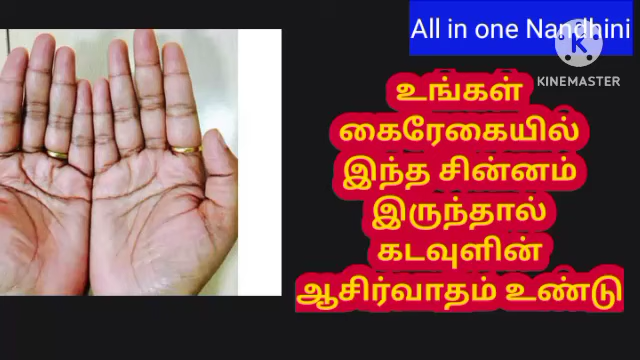 All in one Nandhini
KINEMASTER
உங்கள்
கைரேகையில்
இந்த சின்னம்
இருந்தால்
கடவுளின்
ஆசிர்வாதம் உண்டு